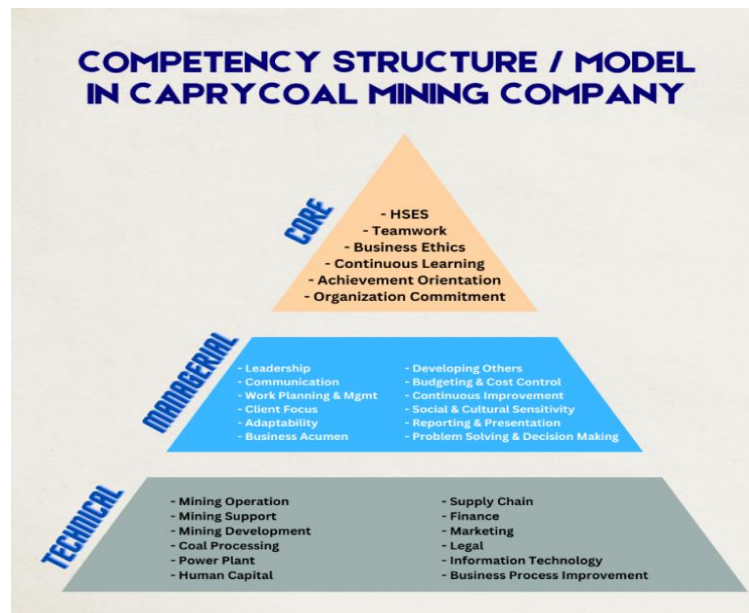 COMPETENCY STRUCTURE / MODEL
IN CAPRYCOAL MINING COMPANY
CORE
- HSES
- Teamwork
- Business Ethics
- Continuous Learning
- Achievement Orientation
- Organization Commitment
MANAGERIAL
- Leadership
- Communication
- Work Planning & Mgmt
- Client Focus
- Adaptability
- Business Acumen
- Developing Others
- Budgeting & Cost Control
- Continuous Improvement
- Social & Cultural Sensitivity
- Reporting & Presentation
- Problem Solving & Decision Making
TECHNICAL
- Mining Operation
- Mining Support
- Mining Development
- Coal Processing
- Power Plant
- Human Capital
- Supply Chain
- Finance
- Marketing
- Legal
- Information Technology
- Business Process Improvement